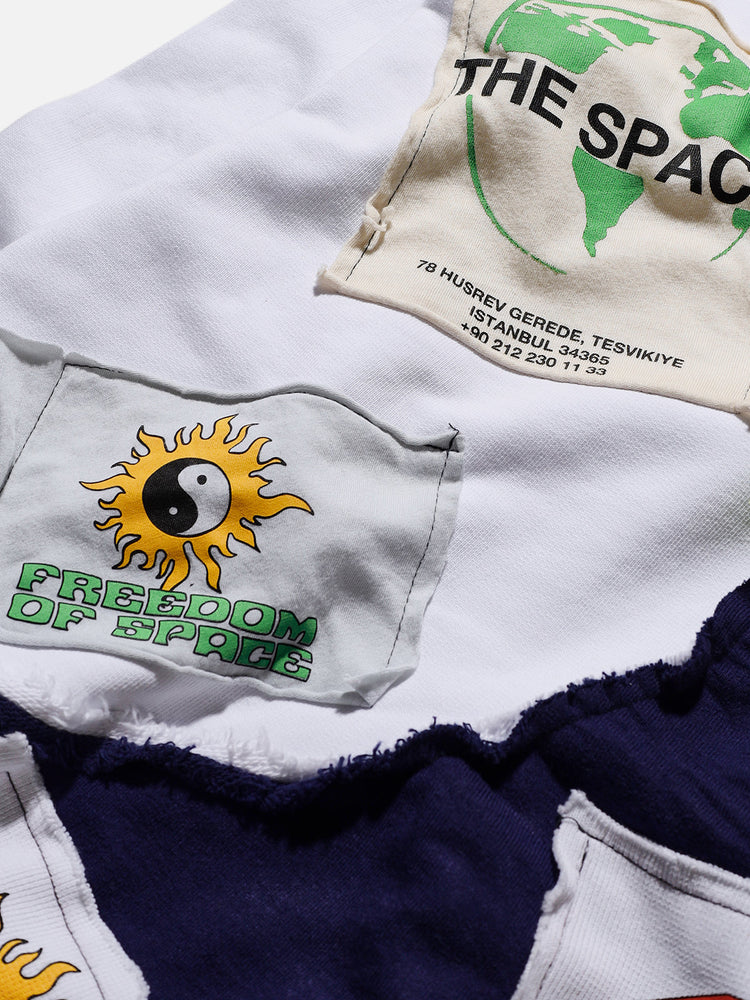 THE SPAC
78 HUSREV GEREDE, TESVIKIYE
ISTANBUL 34365
+90 212 230 11 33
FREEDOM
OF SPACE